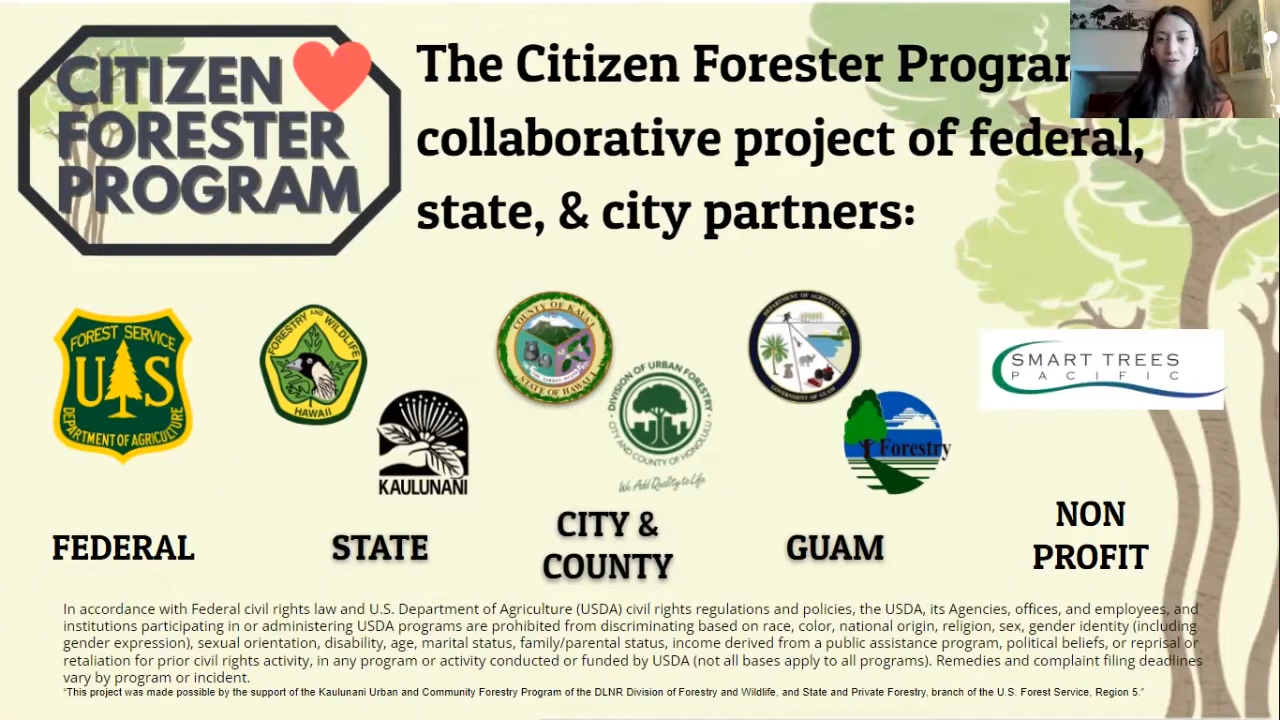 CITIZEN
FORESTER
PROGRAM
The Citizen Forester Program
collaborative project of federal,
state, & city partners:
FOREST SERVICE
U S
DEPARTMENT OF AGRICULTURE
FORESTRY AND WILDLIFE
HAWAII
KAULUNANI
COUNTY OF KAUA'I
STATE OF HAWAI'I
DIVISION OF URBAN FORESTRY
CITY AND COUNTY OF HONOLULU
We Add Quality to Life
DEPARTMENT OF AGRICULTURE
GOVERNMENT OF GUAM
Forestry
SMART TREES
PACIFIC
FEDERAL
STATE
CITY &
COUNTY
GUAM
NON
PROFIT
In accordance with Federal civil rights law and U.S. Department of Agriculture (USDA) civil rights regulations and policies, the USDA, its Agencies, offices, and employees, and
institutions participating in or administering USDA programs are prohibited from discriminating based on race, color, national origin, religion, sex, gender identity (including
gender expression), sexual orientation, disability, age, marital status, family/parental status, income derived from a public assistance program, political beliefs, or reprisal or
retaliation for prior civil rights activity, in any program or activity conducted or funded by USDA (not all bases apply to all programs). Remedies and complaint filing deadlines
vary by program or incident.
"This project was made possible by the support of the Kaulunani Urban and Community Forestry Program of the DLNR Division of Forestry and Wildlife, and State and Private Forestry, branch of the U.S. Forest Service, Region 5."